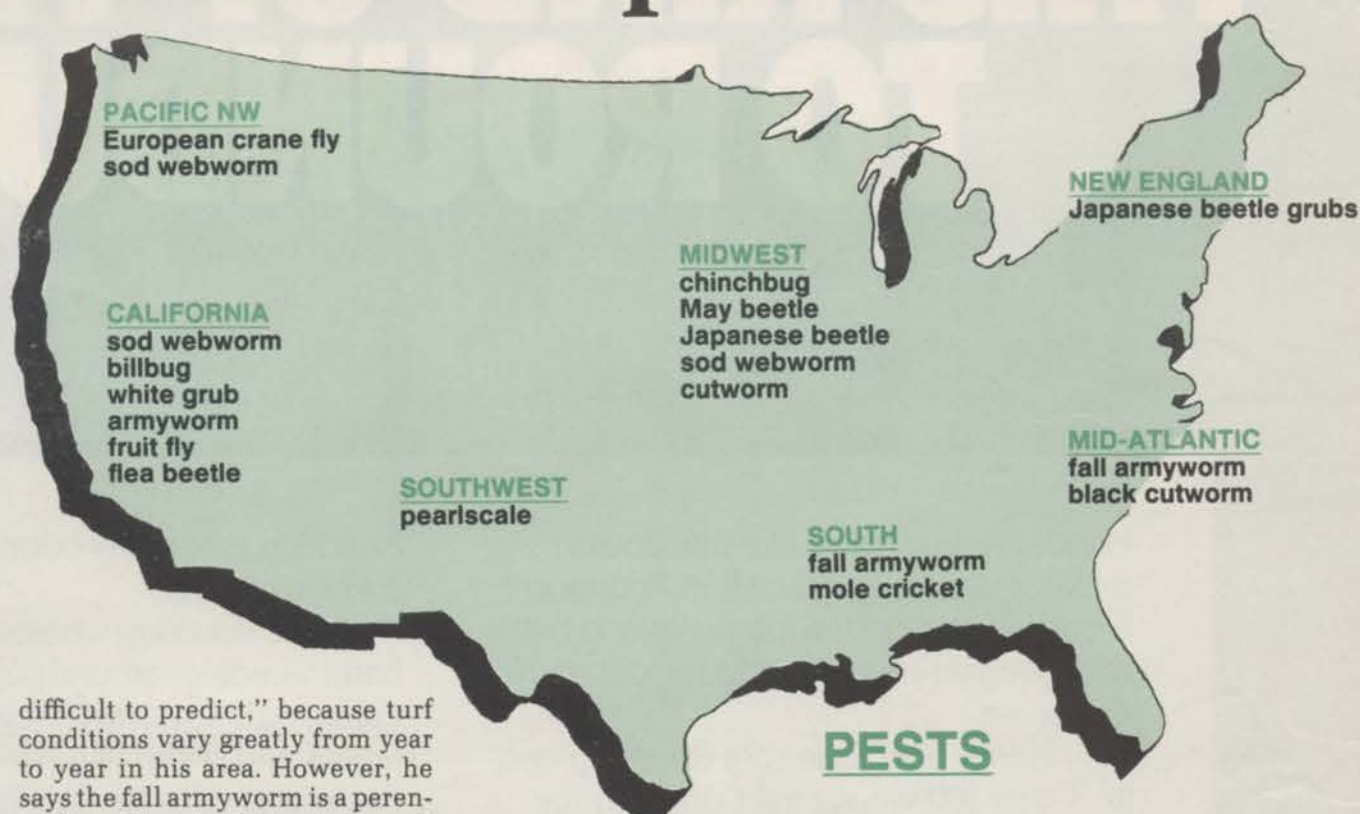 PACIFIC NW
European crane fly
sod webworm
CALIFORNIA
sod webworm
billbug
white grub
armyworm
fruit fly
flea beetle
SOUTHWEST
pearlscale
MIDWEST
chinchbug
May beetle
Japanese beetle
sod webworm
cutworm
NEW ENGLAND
Japanese beetle grubs
MID-ATLANTIC
fall armyworm
black cutworm
SOUTH
fall armyworm
mole cricket
PESTS
difficult to predict," because turf
conditions vary greatly from year
to year in his area. However, he
says the fall armyworm is a peren-